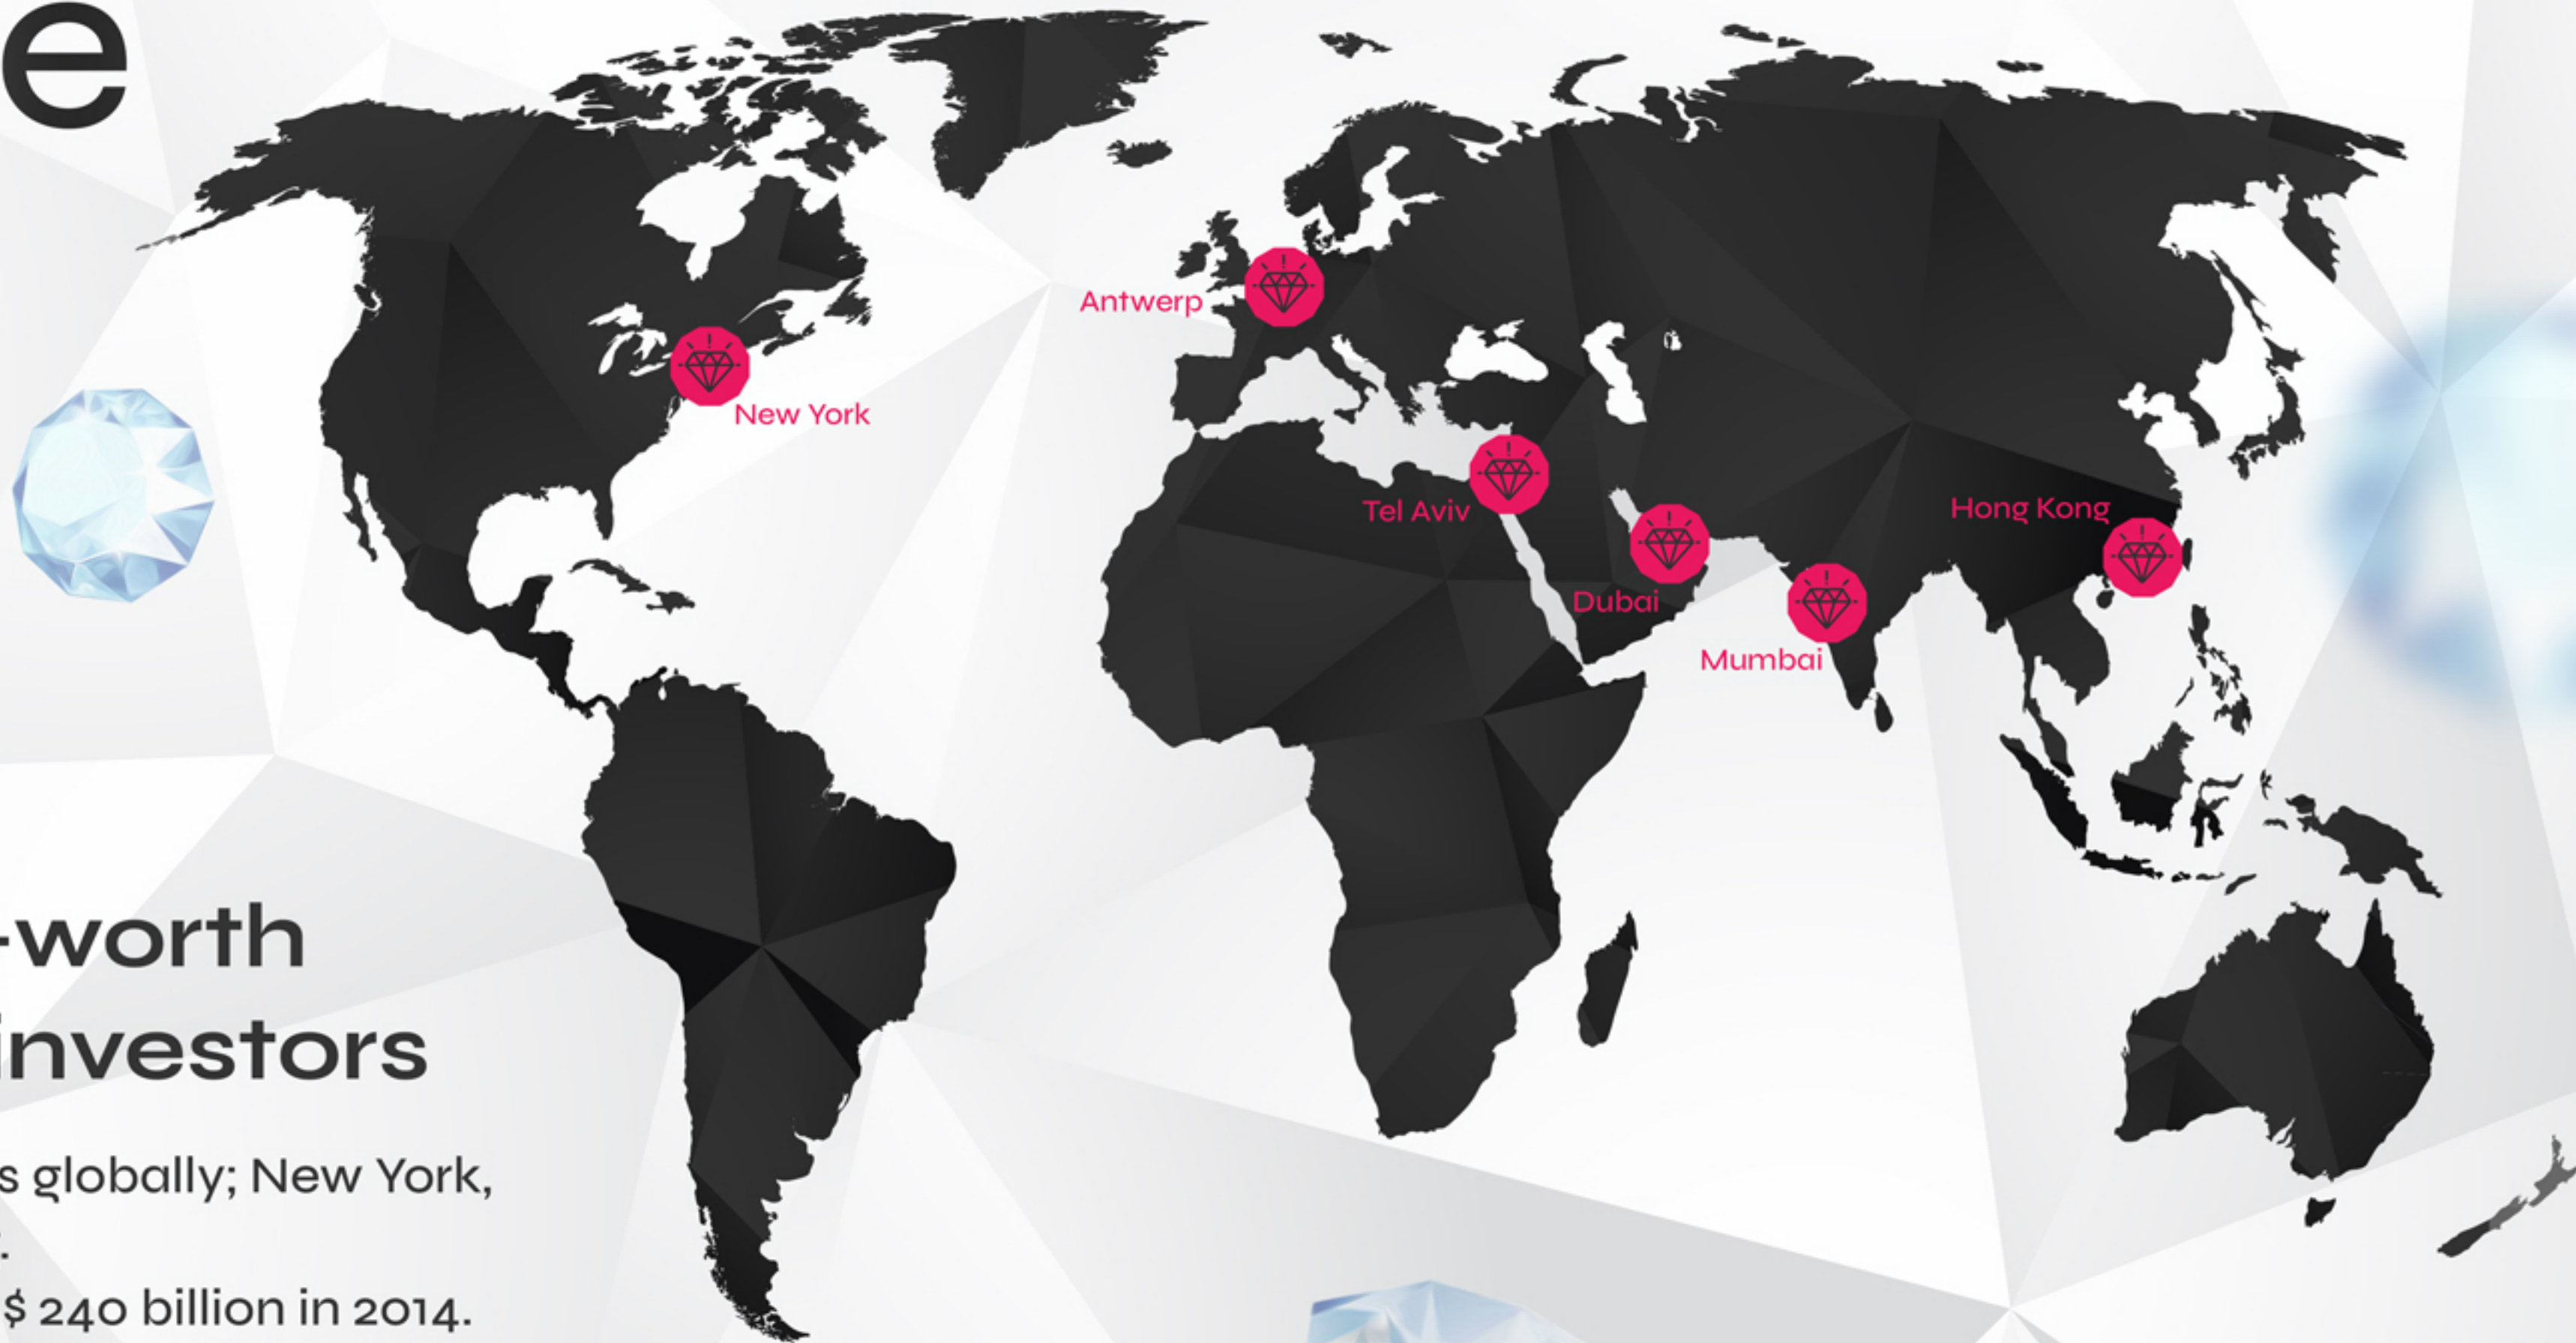 e
Antwerp
New York
Tel Aviv
Hong Kong
Dubai
Mumbai
-worth
investors
s globally; New York,
.
$ 240 billion in 2014.